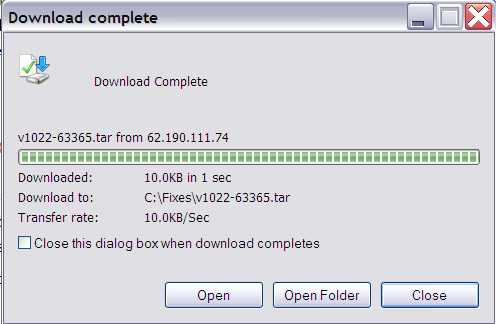 Download complete
Download Complete
v1022-63365.tar from 62.190.111.74
Downloaded: 10.0KB in 1 sec
Download to: C:\Fixes\v1022-63365.tar
Transfer rate: 10.0KB/Sec
Close this dialog box when download completes
Open Open Folder Close